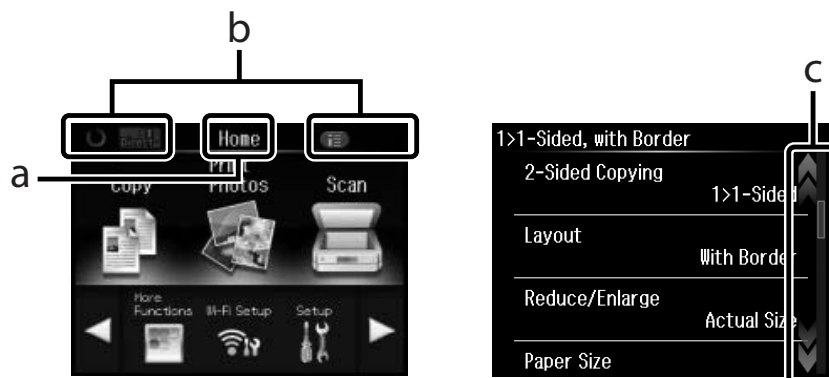 b
a
Home
Copy
Print
Photos
Scan
More
Functions
Wi-Fi Setup
Setup
c
1>1-Sided, with Border
2-Sided Copying
1>1-Sided
Layout
With Border
Reduce/Enlarge
Actual Size
Paper Size